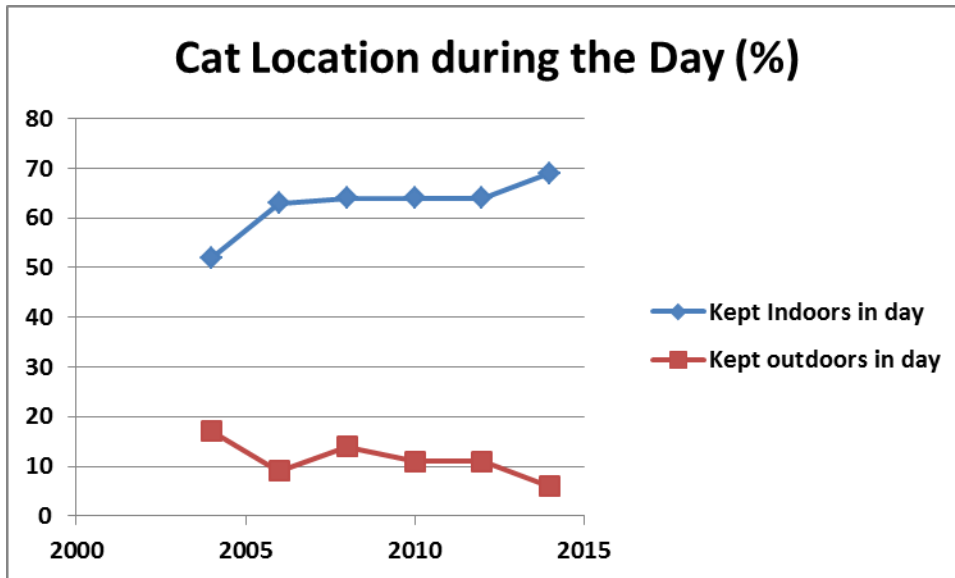 Cat Location during the Day (%)
80
70
60
50
40
30
20
10
0
2000 2005 2010 2015
Kept Indoors in day
Kept outdoors in day